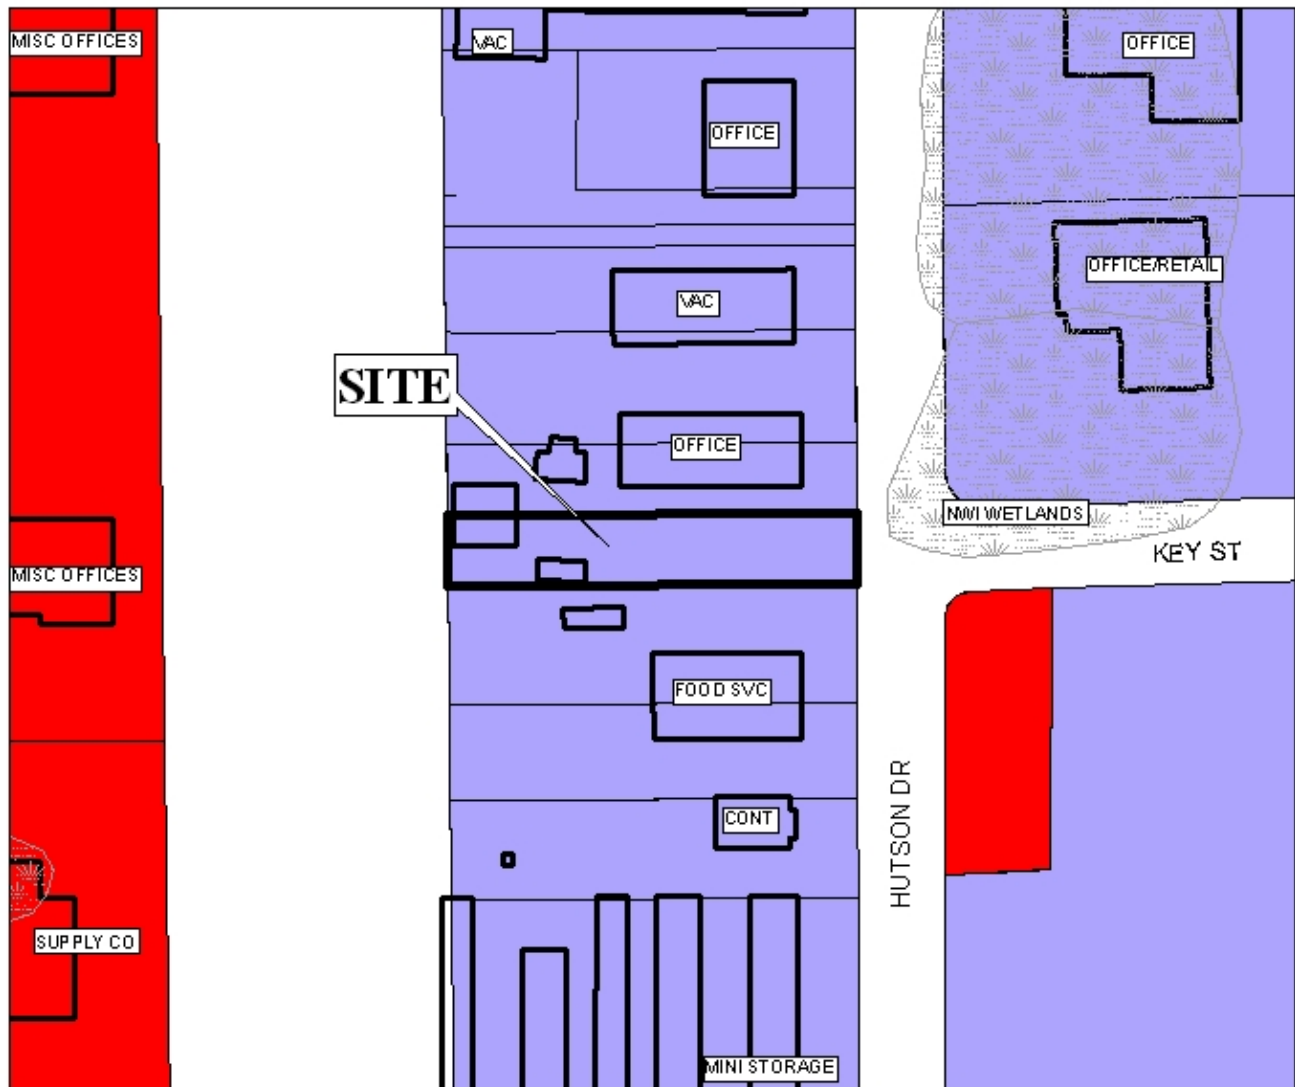 MISC OFFICES
VAC
OFFICE
OFFICE
OFFICE/RETAIL
VAC
SITE
OFFICE
NWI WETLANDS
KEY ST
MISC OFFICES
FOOD SVC
HUTSON DR
CONT
SUPPLY CO
MINI STORAGE